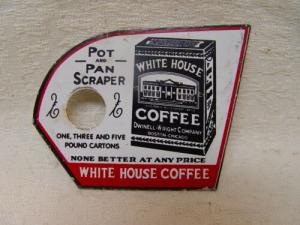 POT
AND
PAN
SCRAPER
ONE, THREE AND FIVE
POUND CARTONS
WHITE HOUSE
COFFEE
DWINELL-WRIGHT COMPANY
BOSTON-CHICAGO
NONE BETTER AT ANY PRICE
WHITE HOUSE COFFEE